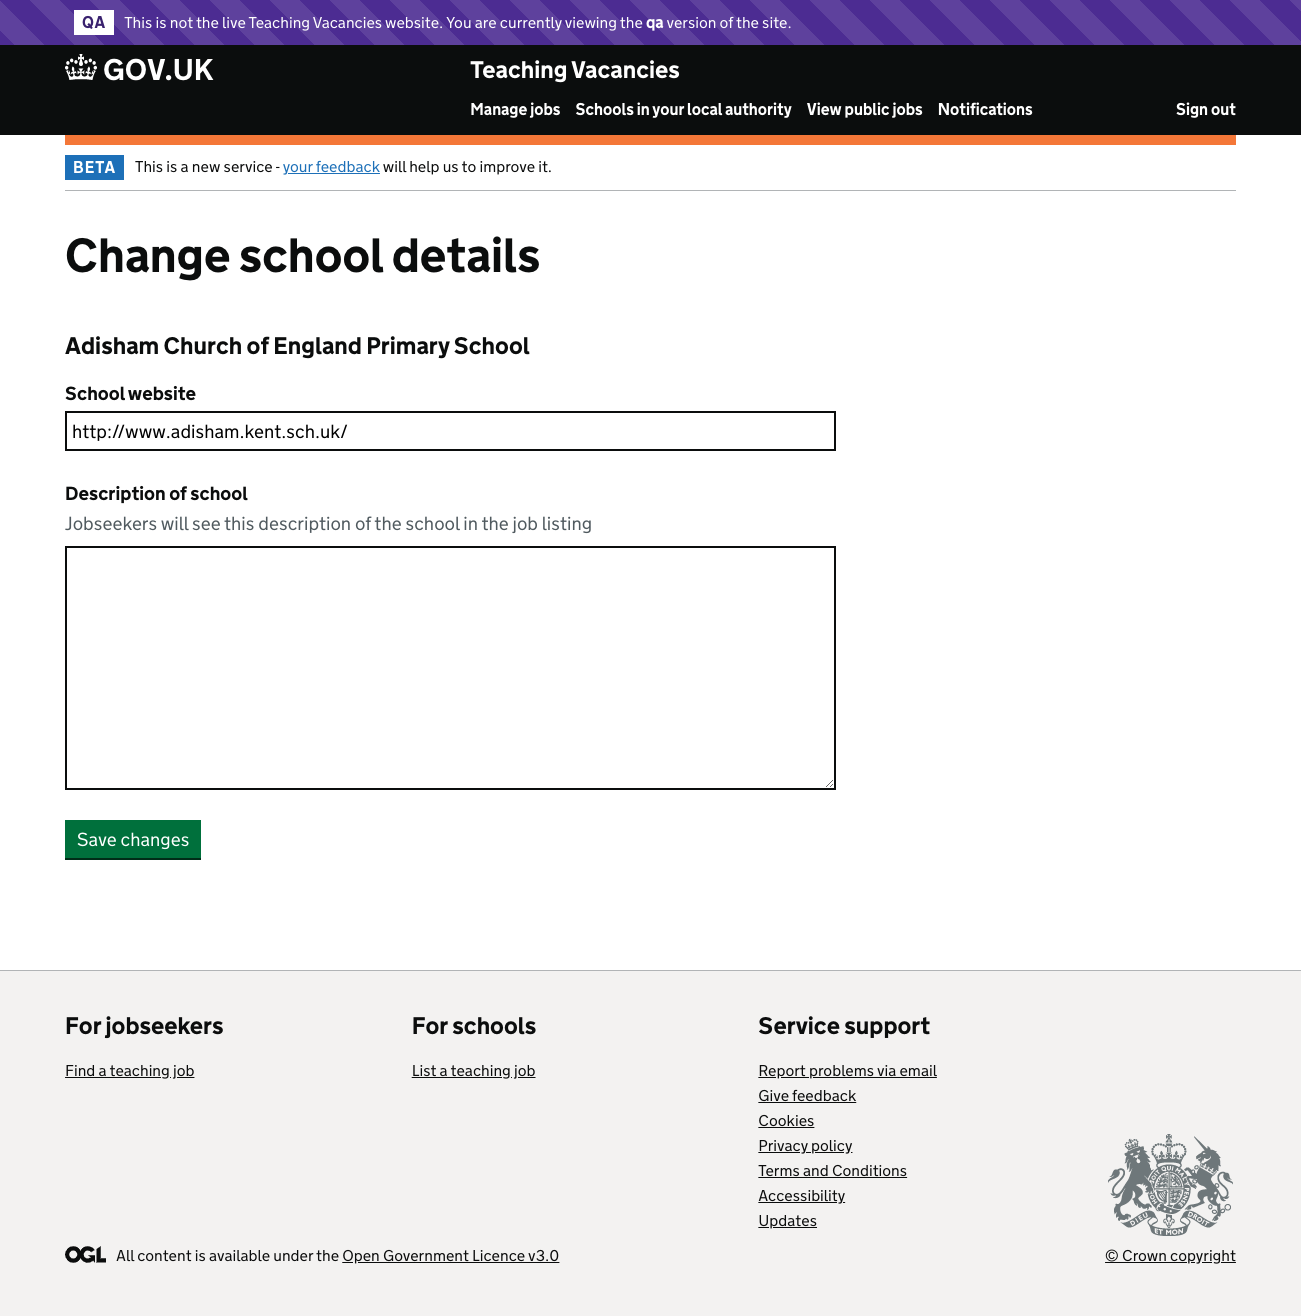 QA This is not the live Teaching Vacancies website. You are currently viewing the qa version of the site.
GOV.UK Teaching Vacancies
Manage jobs Schools in your local authority View public jobs Notifications Sign out
BETA This is a new service - your feedback will help us to improve it.
Change school details
Adisham Church of England Primary School
School website
http://www.adisham.kent.sch.uk/
Description of school
Jobseekers will see this description of the school in the job listing
Save changes
For jobseekers
Find a teaching job
For schools
List a teaching job
Service support
Report problems via email
Give feedback
Cookies
Privacy policy
Terms and Conditions
Accessibility
Updates
OGL All content is available under the Open Government Licence v3.0
DIEU ET MON DROIT
© Crown copyright